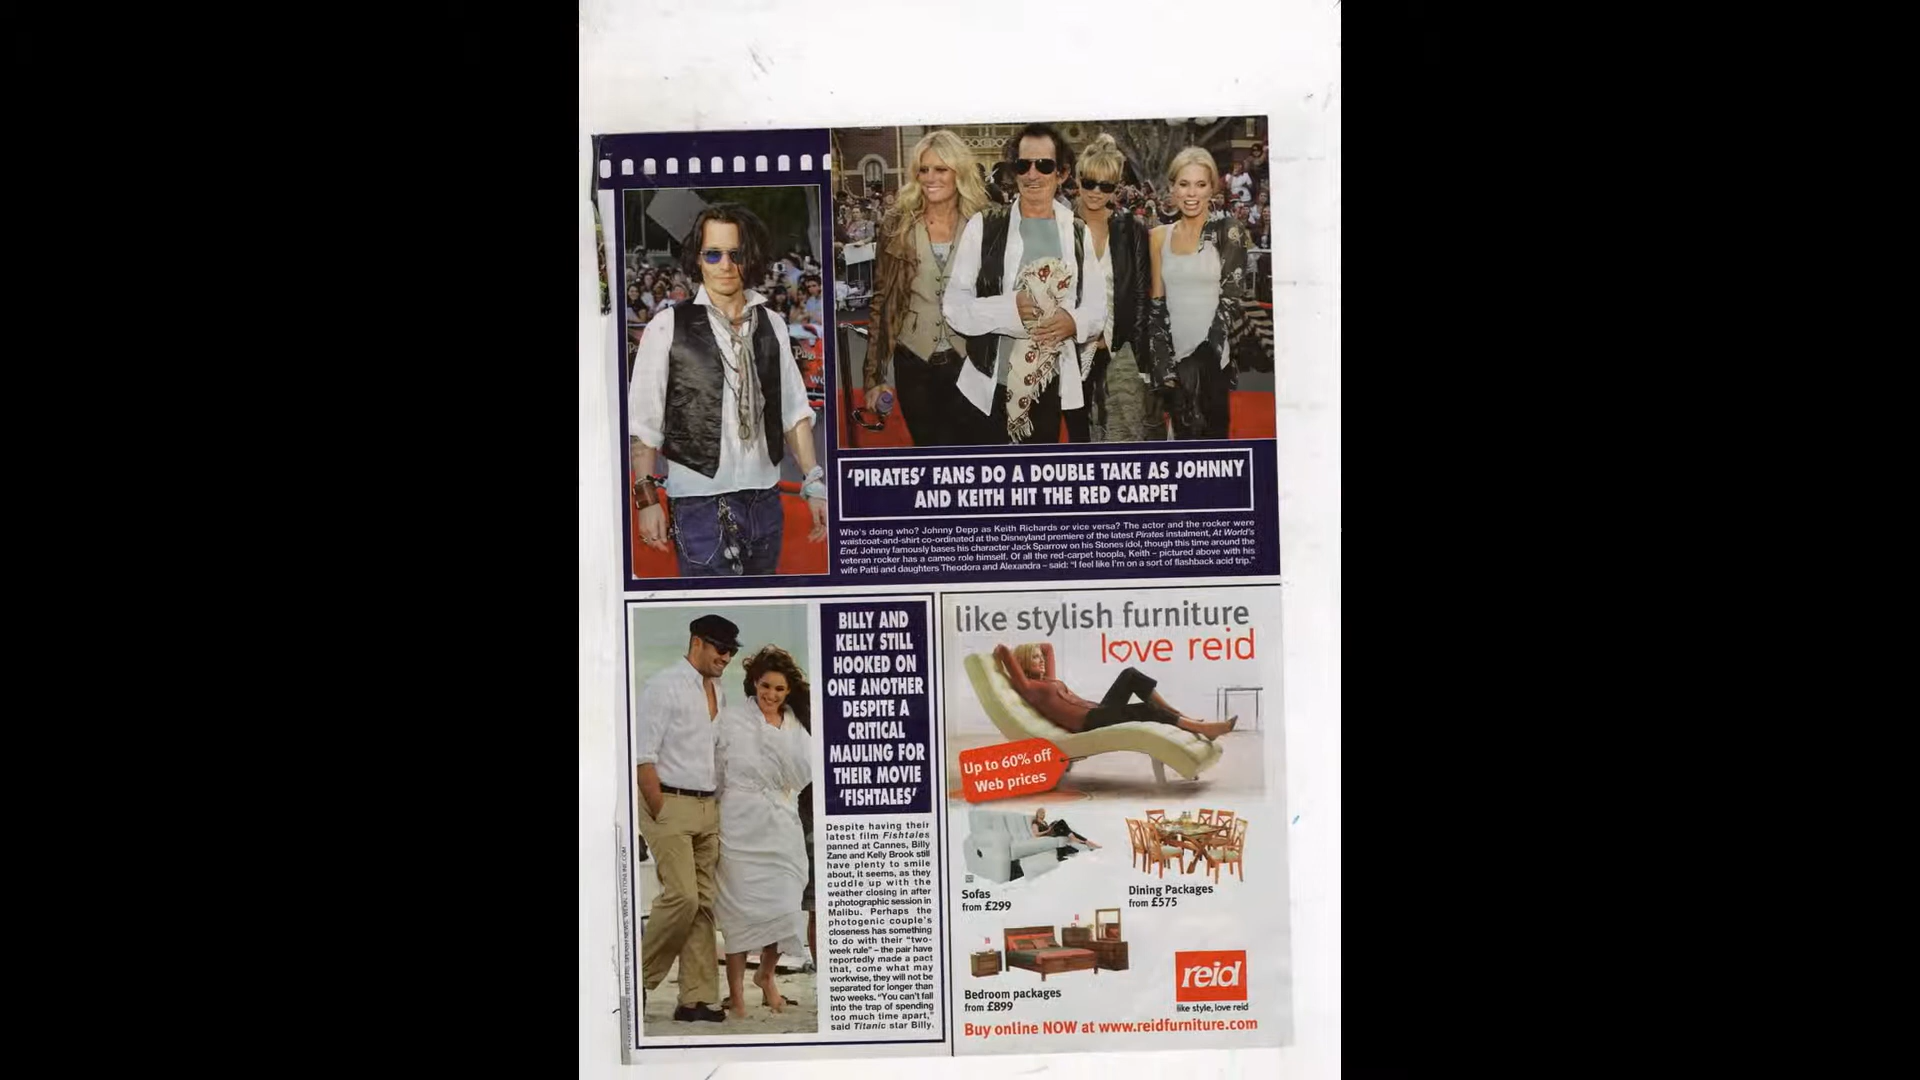 'PIRATES' FANS DO A DOUBLE TAKE AS JOHNNY
AND KEITH HIT THE RED CARPET
Who's doing who? Johnny Depp as Keith Richards or vice versa? The actor and the rocker were
waistcoat-and-shirt co-ordinated at the Disneyland premiere of the latest Pirates instalment, At World's
End. Johnny famously bases his character Jack Sparrow on his Stones idol, though this time around the
veteran rocker has a cameo role himself. Of all the red-carpet hoopla, Keith – pictured above with his
wife Patti and daughters Theodora and Alexandra – said: "I feel like I'm on a sort of flashback acid trip."
BILLY AND
KELLY STILL
HOOKED ON
ONE ANOTHER
DESPITE A
CRITICAL
MAULING FOR
THEIR MOVIE
'FISHTALES'
Despite having their
latest film Fishtales
panned at Cannes, Billy
Zane and Kelly Brook still
have plenty to smile
about, it seems, as they
cuddle up with the
weather closing in after
a photographic session in
Malibu. Perhaps the
photogenic couple's
closeness has something
to do with their "two-
week rule" – the pair have
reportedly made a pact
that, come what may
workwise, they will not be
separated for longer than
two weeks. "You can't fall
into the trap of spending
too much time apart,"
said Titanic star Billy.
like stylish furniture
love reid
Up to 60% off
Web prices
Sofas
from £299
Dining Packages
from £575
Bedroom packages
from £899
reid
like style, love reid
Buy online NOW at www.reidfurniture.com